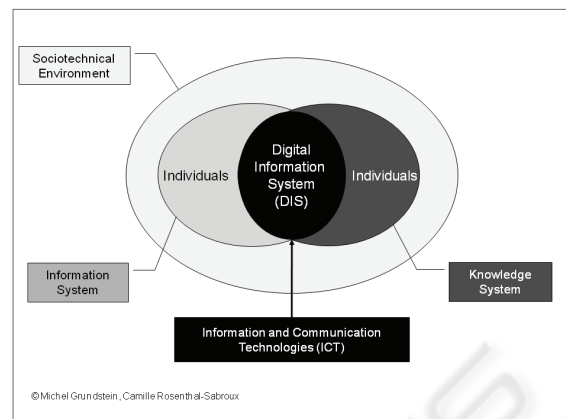 Sociotechnical
Environment
Individuals
Digital
Information
System
(DIS)
Individuals
Information
System
Knowledge
System
Information and Communication
Technologies (ICT)
© Michel Grundstein, Camille Rosenthal-Sabroux